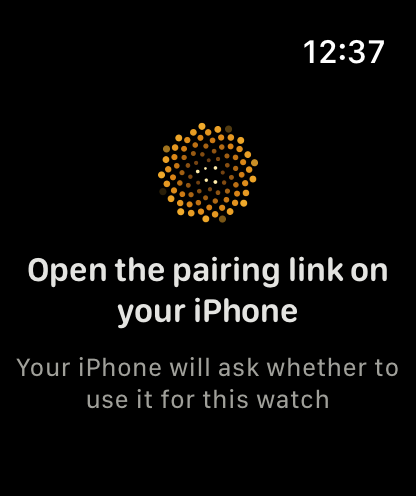 12:37
Open the pairing link on
your iPhone
Your iPhone will ask whether to
use it for this watch